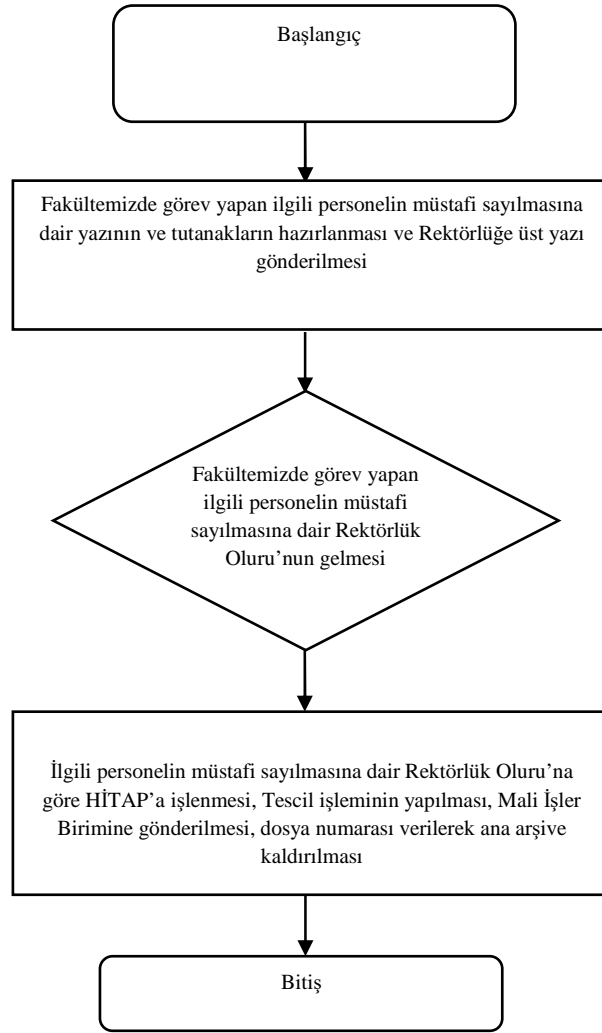 Başlangıç
Fakültemizde görev yapan ilgili personelin müstafi sayılmasına
dair yazının ve tutanakların hazırlanması ve Rektörlüğe üst yazı
gönderilmesi
Fakültemizde görev yapan
ilgili personelin müstafi
sayılmasına dair Rektörlük
Oluru’nun gelmesi
İlgili personelin müstafi sayılmasına dair Rektörlük Oluru’na
göre HİTAP’a işlenmesi, Tescil işleminin yapılması, Mali İşler
Birimine gönderilmesi, dosya numarası verilerek ana arşive
kaldırılması
Bitiş